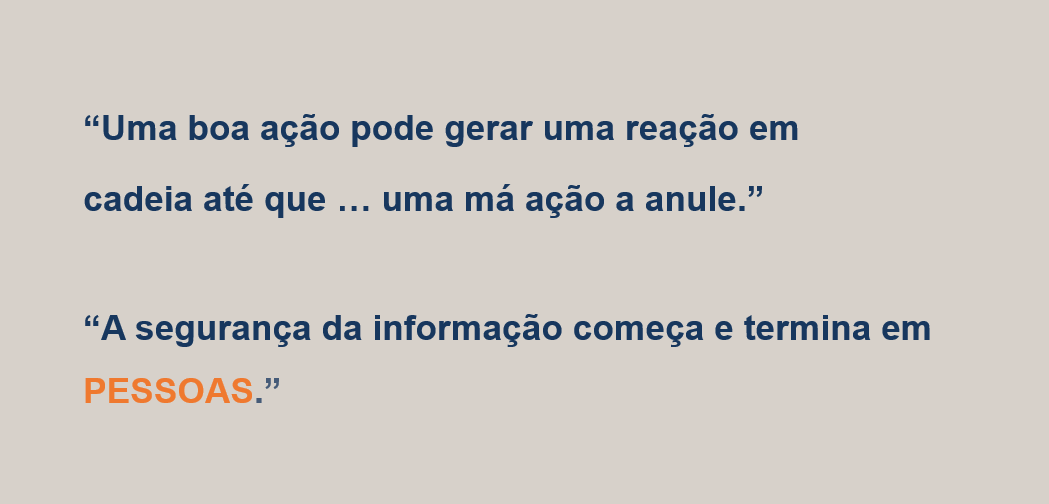 “Uma boa ação pode gerar uma reação em
cadeia até que … uma má ação a anule.”
“A segurança da informação começa e termina em
PESSOAS.”